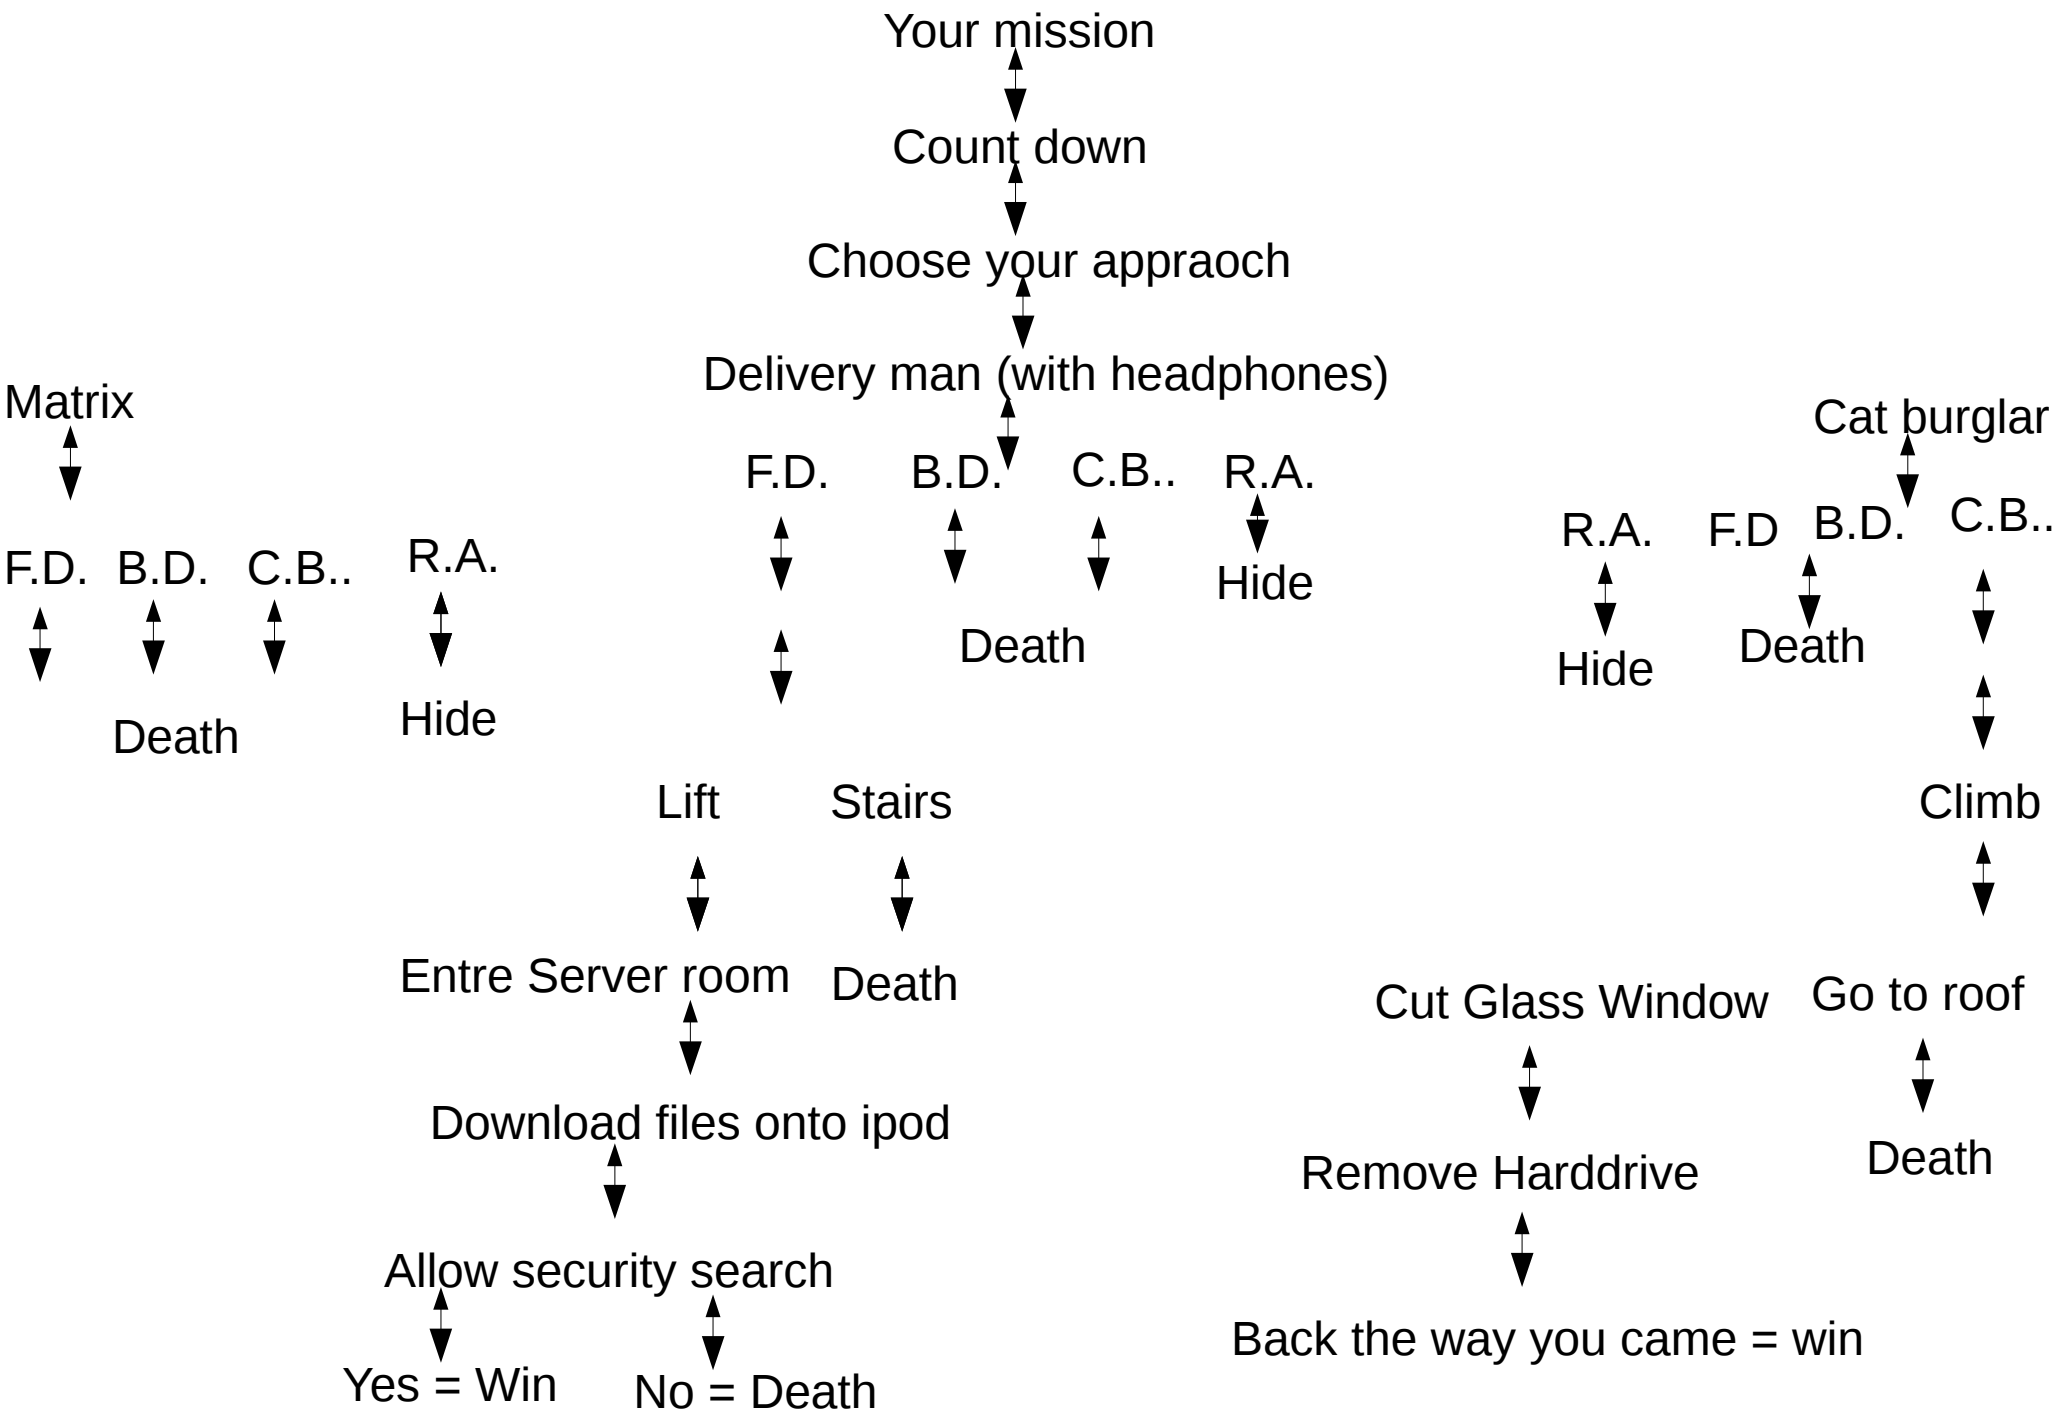 Your mission
Count down
Choose your appraoch
Delivery man (with headphones)
Matrix
Cat burglar
F.D.
B.D.
C.B..
R.A.
Hide
Death
F.D.
B.D.
C.B..
R.A.
Death
Hide
R.A.
F.D
B.D.
C.B..
Hide
Death
Lift
Stairs
Climb
Entre Server room
Death
Cut Glass Window
Go to roof
Download files onto ipod
Remove Harddrive
Death
Allow security search
Back the way you came = win
Yes = Win
No = Death